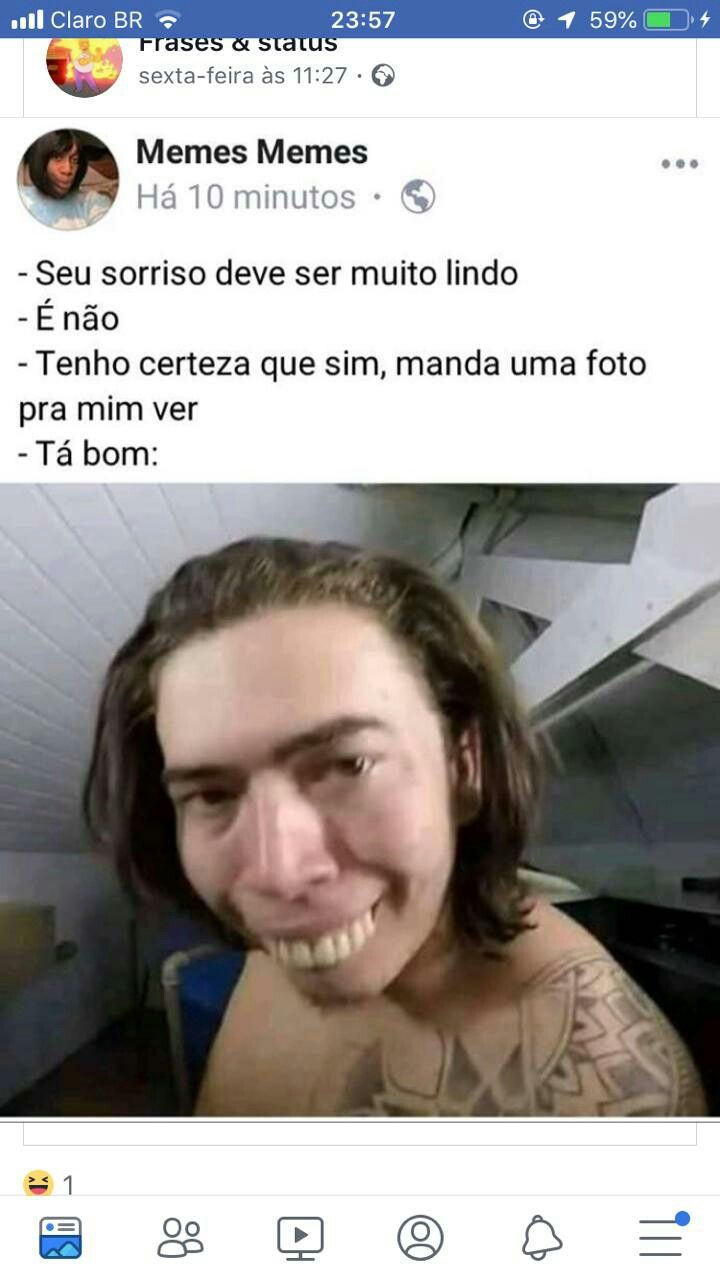 Claro BR
23:57
59%
Frases & status
sexta-feira às 11:27 ·
Memes Memes
Há 10 minutos ·
- Seu sorriso deve ser muito lindo
- É não
- Tenho certeza que sim, manda uma foto
pra mim ver
- Tá bom:
1